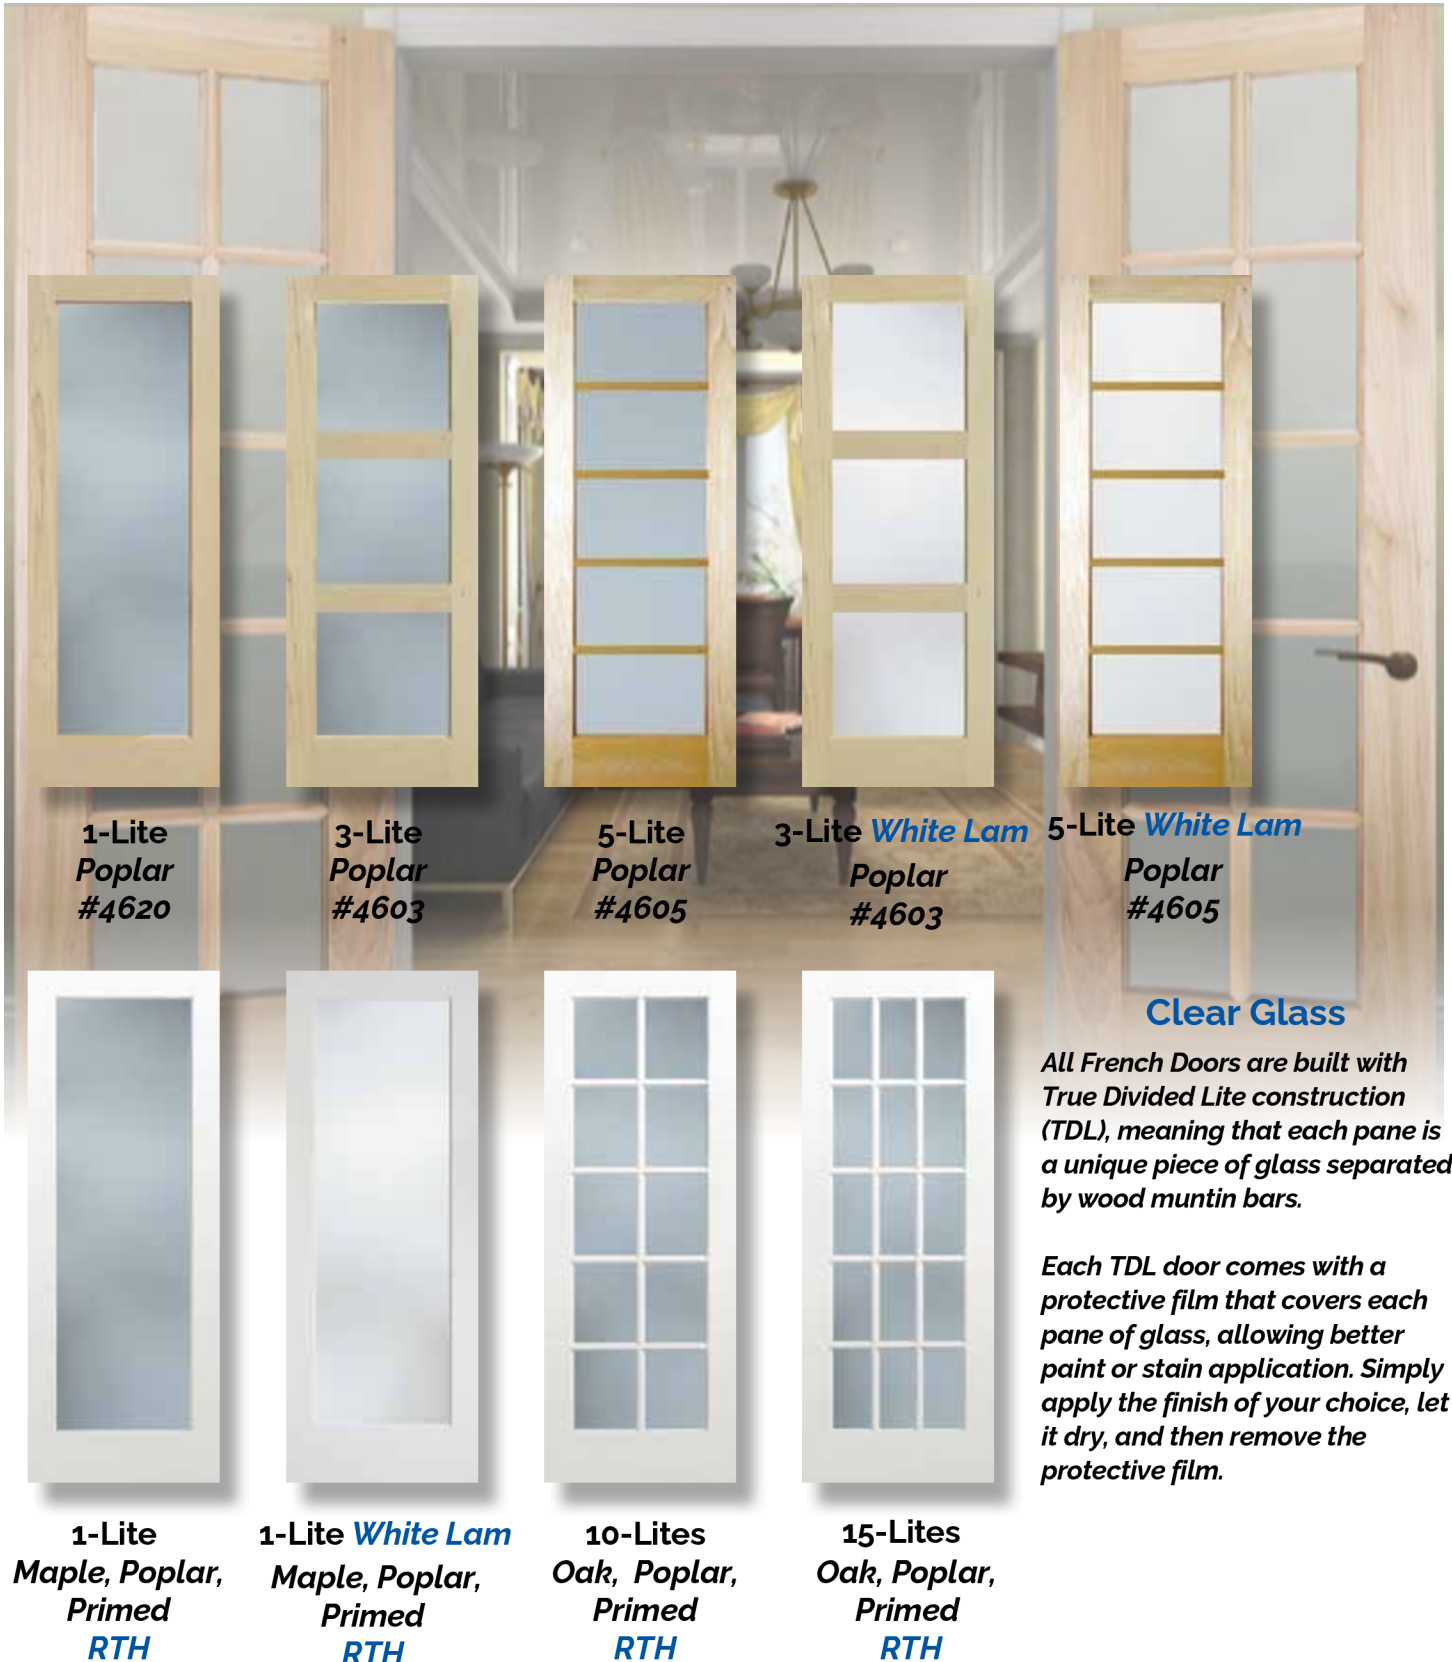 1-Lite
Poplar
#4620
3-Lite
Poplar
#4603
5-Lite
Poplar
#4605
3-Lite White Lam
Poplar
#4603
5-Lite White Lam
Poplar
#4605
1-Lite
Maple, Poplar,
Primed
RTH
1-Lite White Lam
Maple, Poplar,
Primed
RTH
10-Lites
Oak, Poplar,
Primed
RTH
15-Lites
Oak, Poplar,
Primed
RTH
Clear Glass
All French Doors are built with
True Divided Lite construction
(TDL), meaning that each pane is
a unique piece of glass separated
by wood muntin bars.
Each TDL door comes with a
protective film that covers each
pane of glass, allowing better
paint or stain application. Simply
apply the finish of your choice, let
it dry, and then remove the
protective film.